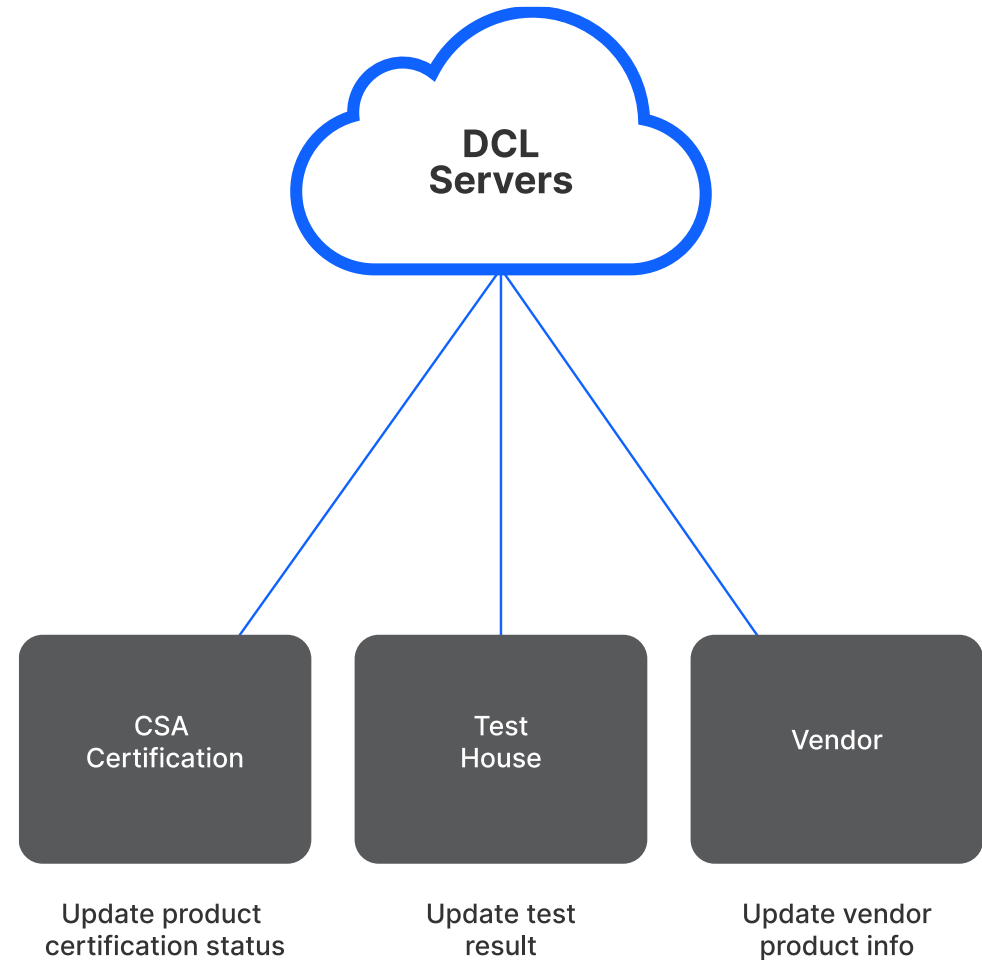 DCL
Servers
CSA
Certification
Test
House
Vendor
Update product
certification status
Update test
result
Update vendor
product info